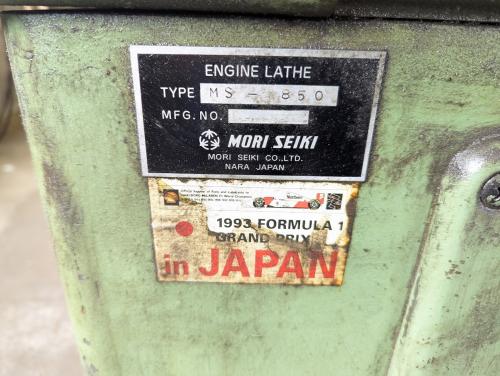 ENGINE LATHE
TYPE MS - 850
MFG. NO.
MORI SEIKI
MORI SEIKI CO., LTD.
NARA JAPAN
1993 FORMULA 1
GRAND PRIX
in JAPAN